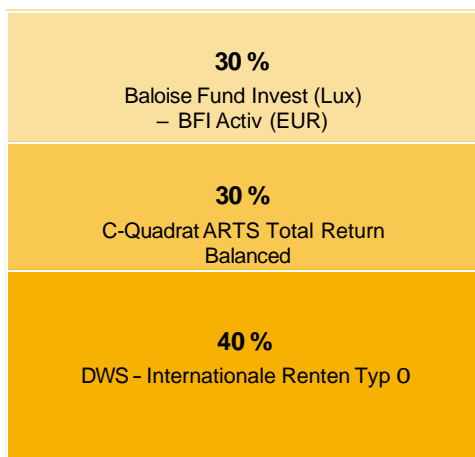 30 %
Baloise Fund Invest (Lux)
– BFI Activ (EUR)
30 %
C-Quadrat ARTS Total Return
Balanced
40 %
DWS – Internationale Renten Typ O